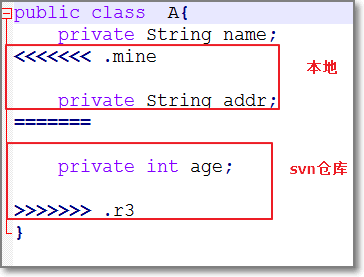 public class  A{
    private String name;
<<<<<<< .mine
本地
    private String addr;
=======
    private int age;
svn仓库
>>>>>>> .r3
}